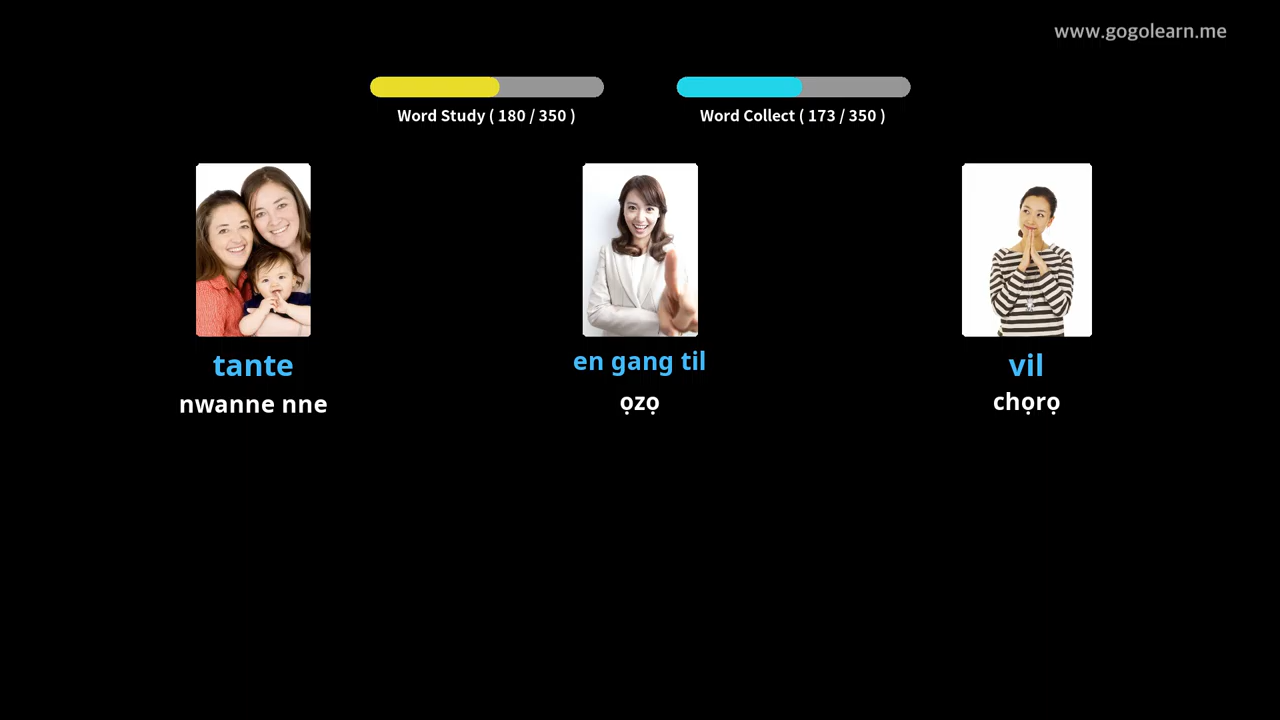 www.gogolearn.me
Word Study ( 180 / 350 )
Word Collect ( 173 / 350 )
tante
nwanne nne
en gang til
ọzọ
vil
chọrọ